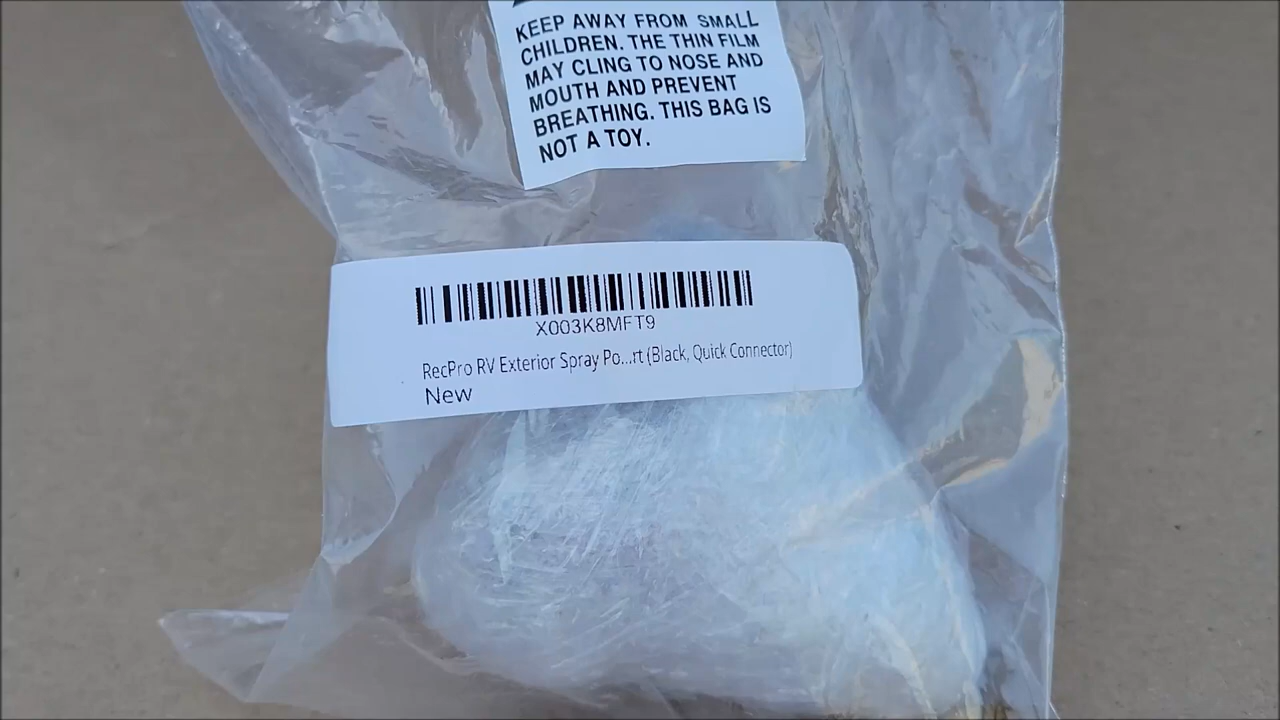 KEEP AWAY FROM SMALL
CHILDREN. THE THIN FILM
MAY CLING TO NOSE AND
MOUTH AND PREVENT
BREATHING. THIS BAG IS
NOT A TOY.
X003K8MFT9
RecPro RV Exterior Spray Po...rt (Black, Quick Connector)
New